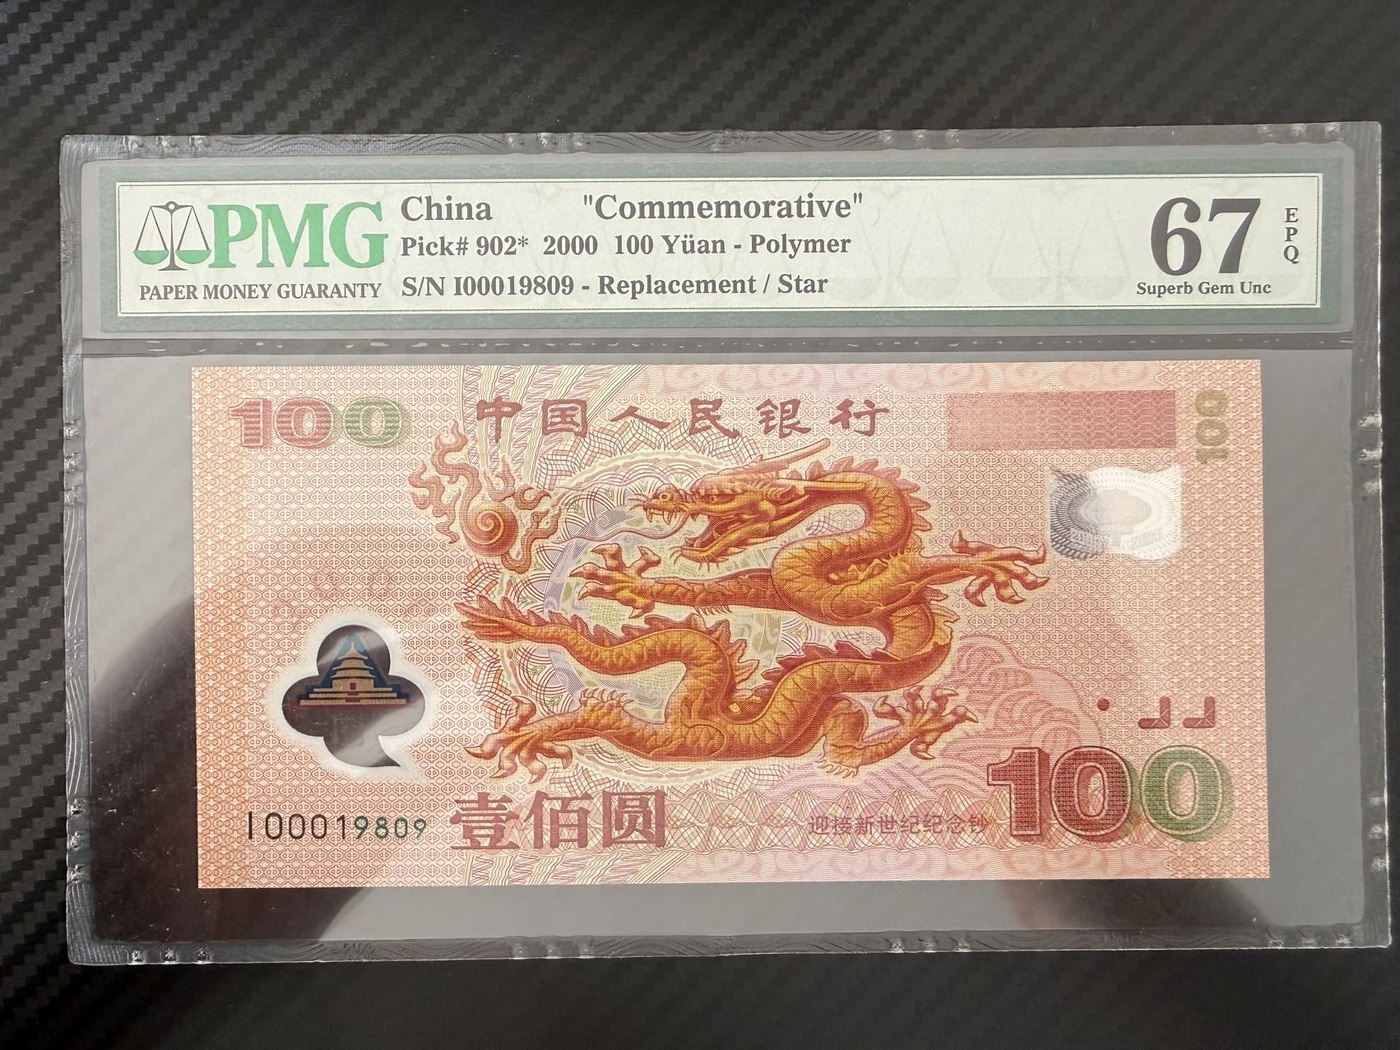 PMG
PAPER MONEY GUARANTY
China "Commemorative"
Pick# 902* 2000 100 Yüan - Polymer
S/N I00019809 - Replacement / Star
67
EPQ
Superb Gem Unc
100
中国人民银行
100
I00019809
壹佰圆
迎接新世纪纪念钞
100